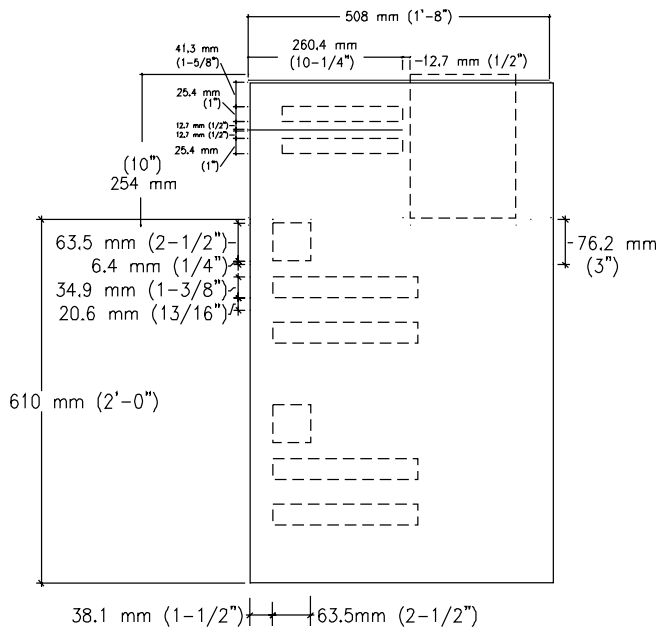 508 mm (1'-8")
41.3 mm
(1-5/8")
260.4 mm
(10-1/4")
12.7 mm (1/2")
25.4 mm
(1")
12.7 mm (1/2")
12.7 mm (1/2")
25.4 mm
(1")
(10")
254 mm
63.5 mm (2-1/2")
6.4 mm (1/4")
34.9 mm (1-3/8")
20.6 mm (13/16")
76.2 mm
(3")
610 mm (2'-0")
38.1 mm (1-1/2")
63.5mm (2-1/2")